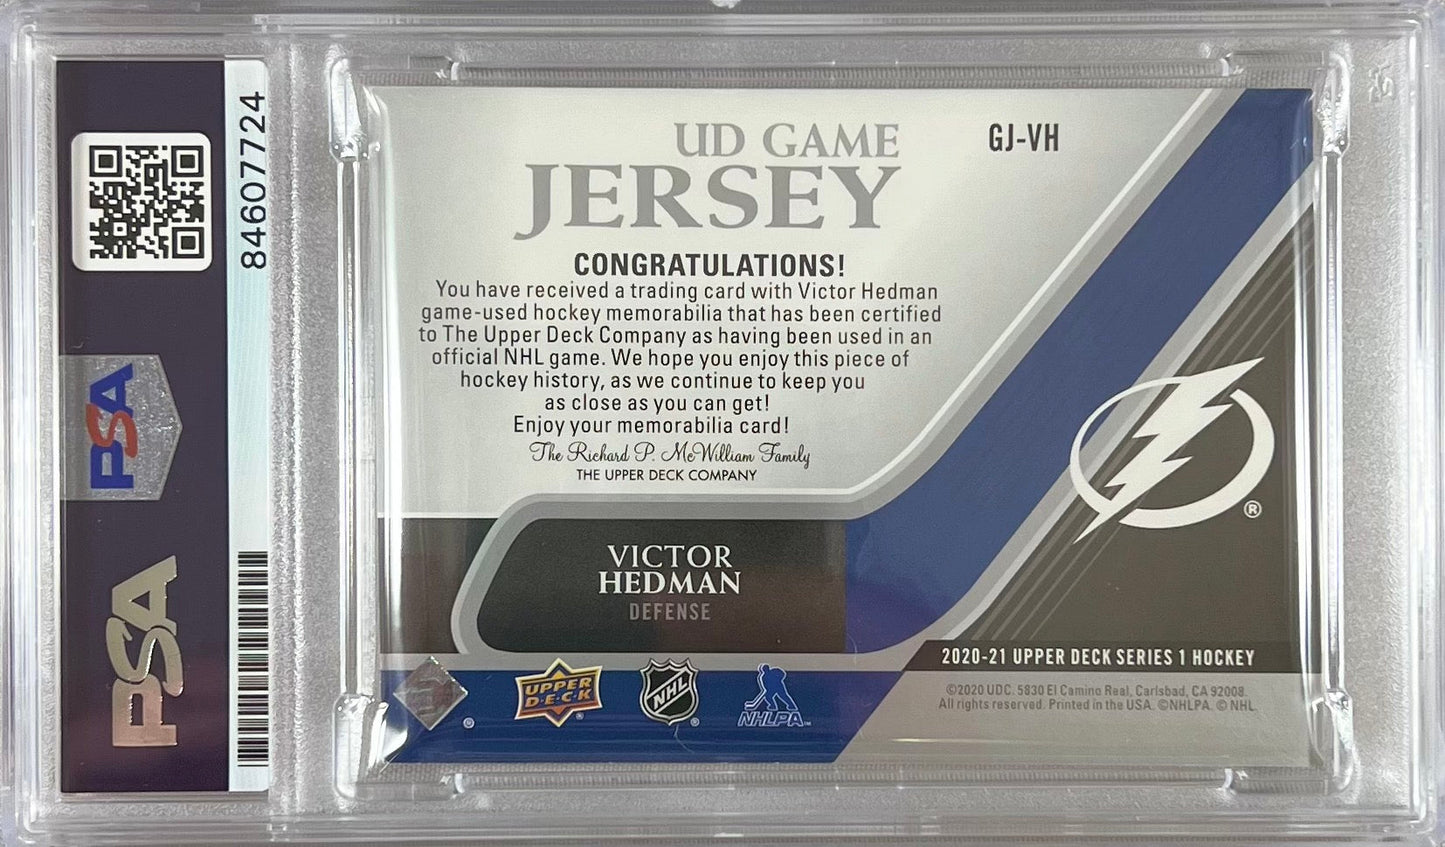 84607724
PSA
PSA
UD GAME
JERSEY
GJ-VH
CONGRATULATIONS!
You have received a trading card with Victor Hedman
game-used hockey memorabilia that has been certified
to The Upper Deck Company as having been used in an
official NHL game. We hope you enjoy this piece of
hockey history, as we continue to keep you
as close as you can get!
Enjoy your memorabilia card!
The Richard P. McWilliam Family
THE UPPER DECK COMPANY
VICTOR
HEDMAN
DEFENSE
®
2020-21 UPPER DECK SERIES 1 HOCKEY
©2020 UDC. 5830 El Camino Real, Carlsbad, CA 92008.
All rights reserved. Printed in the USA. ©NHLPA. © NHL.
UPPER
D·E·C·K
NHL
NHLPA™